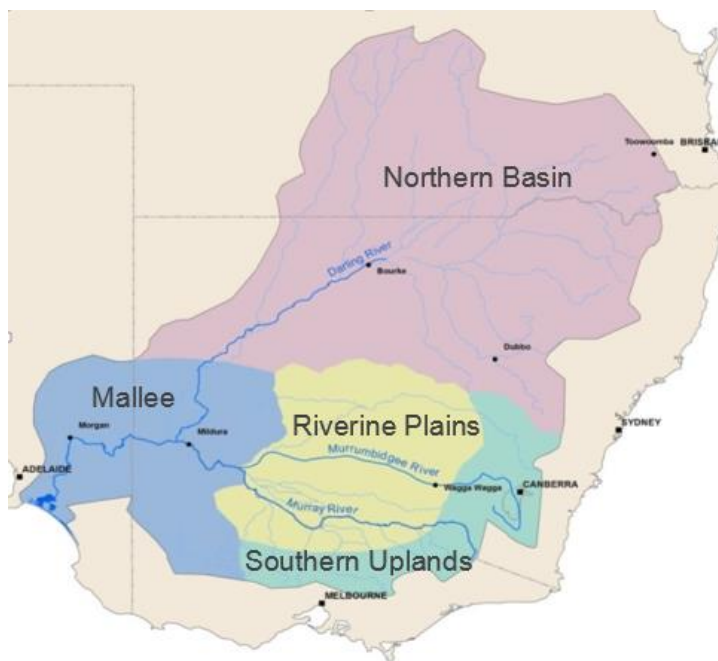 Toowoomba
BRISBA
Northern Basin
Darling River
Bourke
Dubbo
Mallee
Morgan
Mildura
Riverine Plains
SYDNEY
Murrumbidgee River
ADELAIDE
Wagga Wagga
CANBERRA
Murray River
Southern Uplands
MELBOURNE